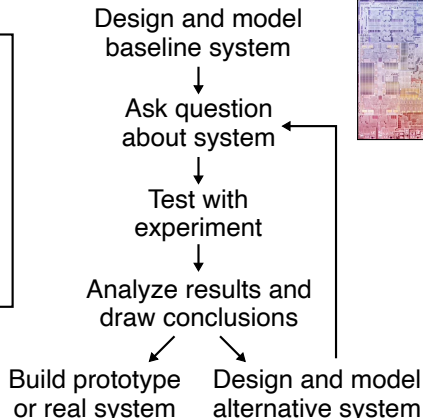 Design and model
baseline system
Ask question
about system
Test with
experiment
Analyze results and
draw conclusions
Build prototype
or real system
Design and model
alternative system